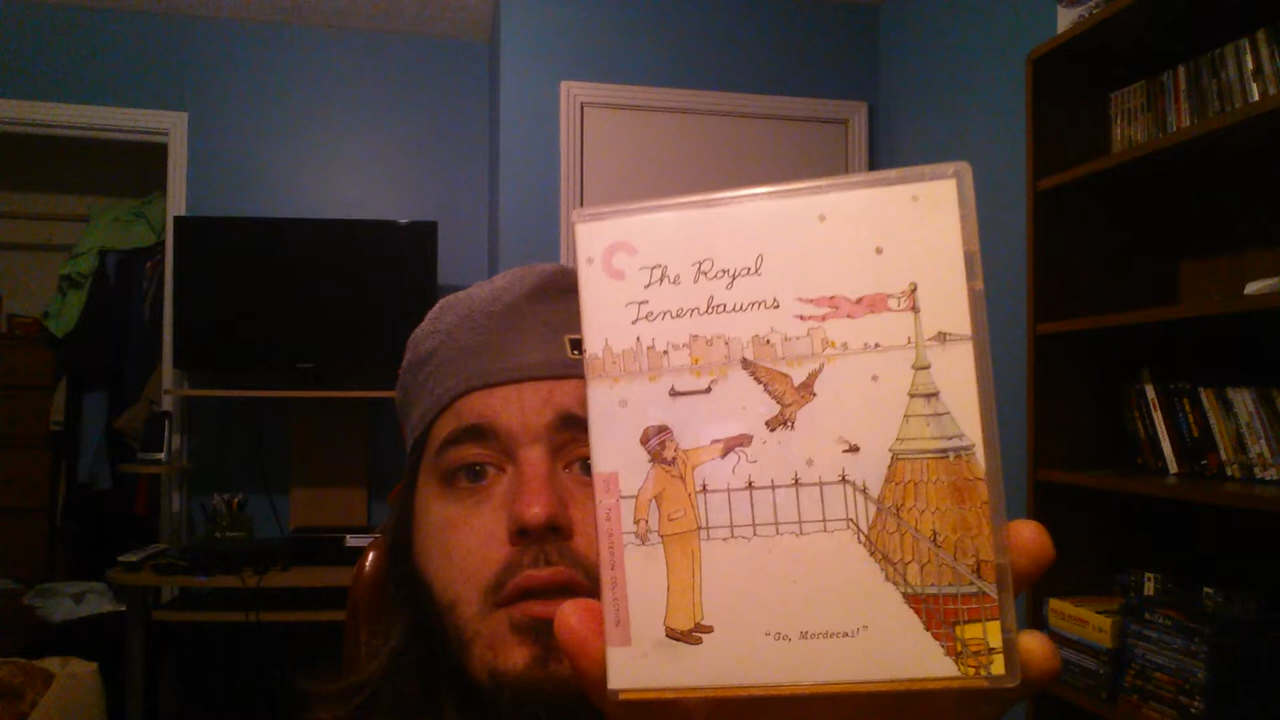 The Royal
Tenenbaums
T
THE CRITERION COLLECTION
"Go, Mordecai!"